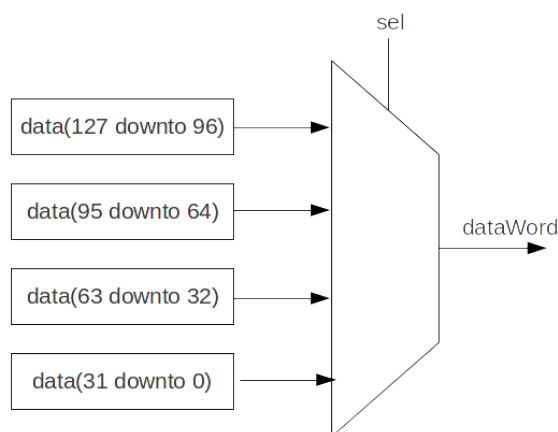 sel
data(127 downto 96)
data(95 downto 64)
dataWord
data(63 downto 32)
data(31 downto 0)